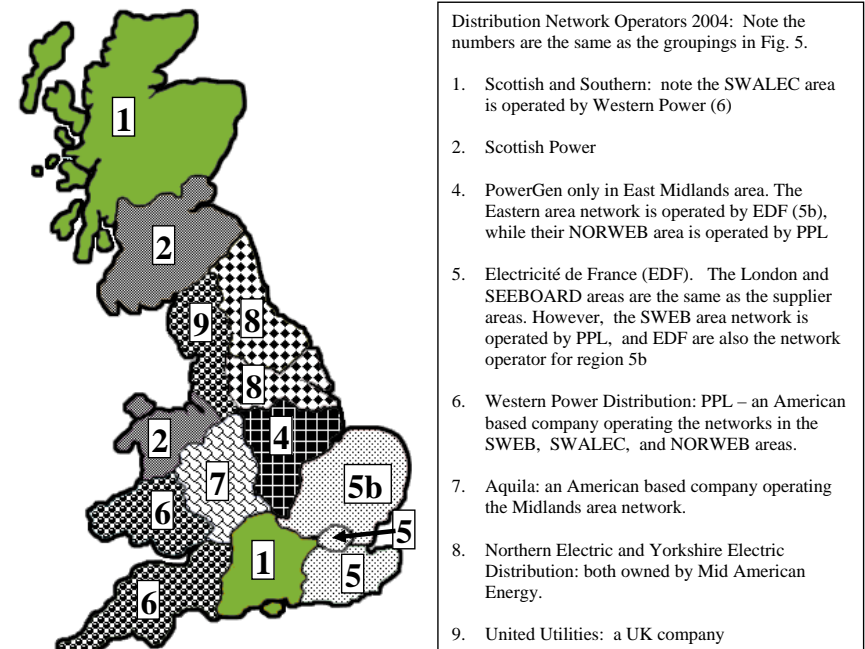 1
2
9
8
8
2
4
7
5b
6
5
1
5
6
Distribution Network Operators 2004: Note the
numbers are the same as the groupings in Fig. 5.
1. Scottish and Southern: note the SWALEC area
is operated by Western Power (6)
2. Scottish Power
4. PowerGen only in East Midlands area. The
Eastern area network is operated by EDF (5b),
while their NORWEB area is operated by PPL
5. Electricité de France (EDF). The London and
SEEBOARD areas are the same as the supplier
areas. However, the SWEB area network is
operated by PPL, and EDF are also the network
operator for region 5b
6. Western Power Distribution: PPL – an American
based company operating the networks in the
SWEB, SWALEC, and NORWEB areas.
7. Aquila: an American based company operating
the Midlands area network.
8. Northern Electric and Yorkshire Electric
Distribution: both owned by Mid American
Energy.
9. United Utilities: a UK company